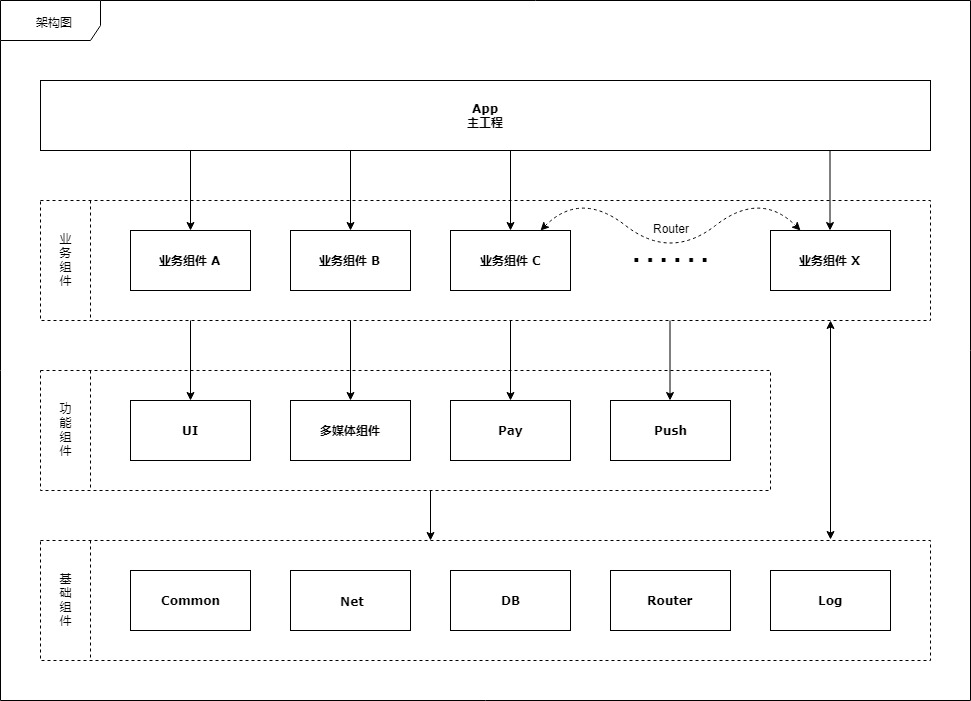 架构图
App
主工程
业务组件
业务组件 A
业务组件 B
业务组件 C
Router
······
业务组件 X
功能组件
UI
多媒体组件
Pay
Push
基础组件
Common
Net
DB
Router
Log